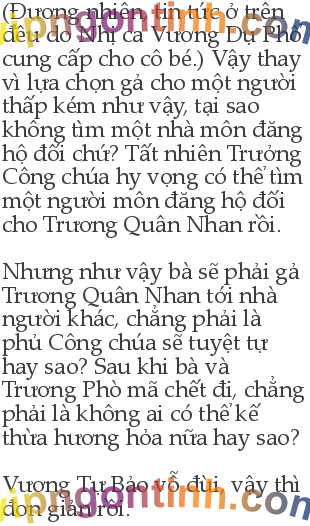 (Đương nhiên, tin tức ở trên
đều do Nhị ca Vương Dự Phổ
cung cấp cho cô bé.) Vậy thay
vì lựa chọn gả cho một người
thấp kém như vậy, tại sao
không tìm một nhà môn đăng
hộ đối chứ? Tất nhiên Trưởng
Công chúa hy vọng có thể tìm
một người môn đăng hộ đối
cho Trương Quân Nhan rồi.
Nhưng như vậy bà sẽ phải gả
Trương Quân Nhan tới nhà
người khác, chẳng phải là
phủ Công chúa sẽ tuyệt tự
hay sao? Sau khi bà và
Trương Phò mã chết đi, chẳng
phải là không ai có thể kế
thừa hương hỏa nữa hay sao?
Vương Tự Bảo vỗ đùi, vậy thì
đơn giản rồi.